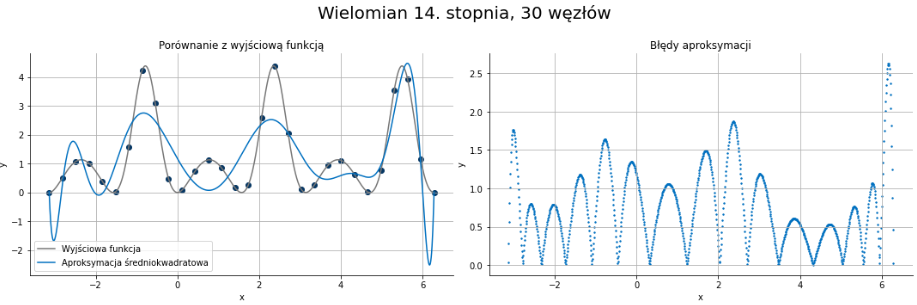 Wielomian 14. stopnia, 30 węzłów
Porównanie z wyjściową funkcją
4
3
2
1
0
−1
−2
y
−2
0
2
4
6
x
Wyjściowa funkcja
Aproksymacja średniokwadratowa
Błędy aproksymacji
2.5
2.0
1.5
1.0
0.5
0.0
y
−2
0
2
4
6
x